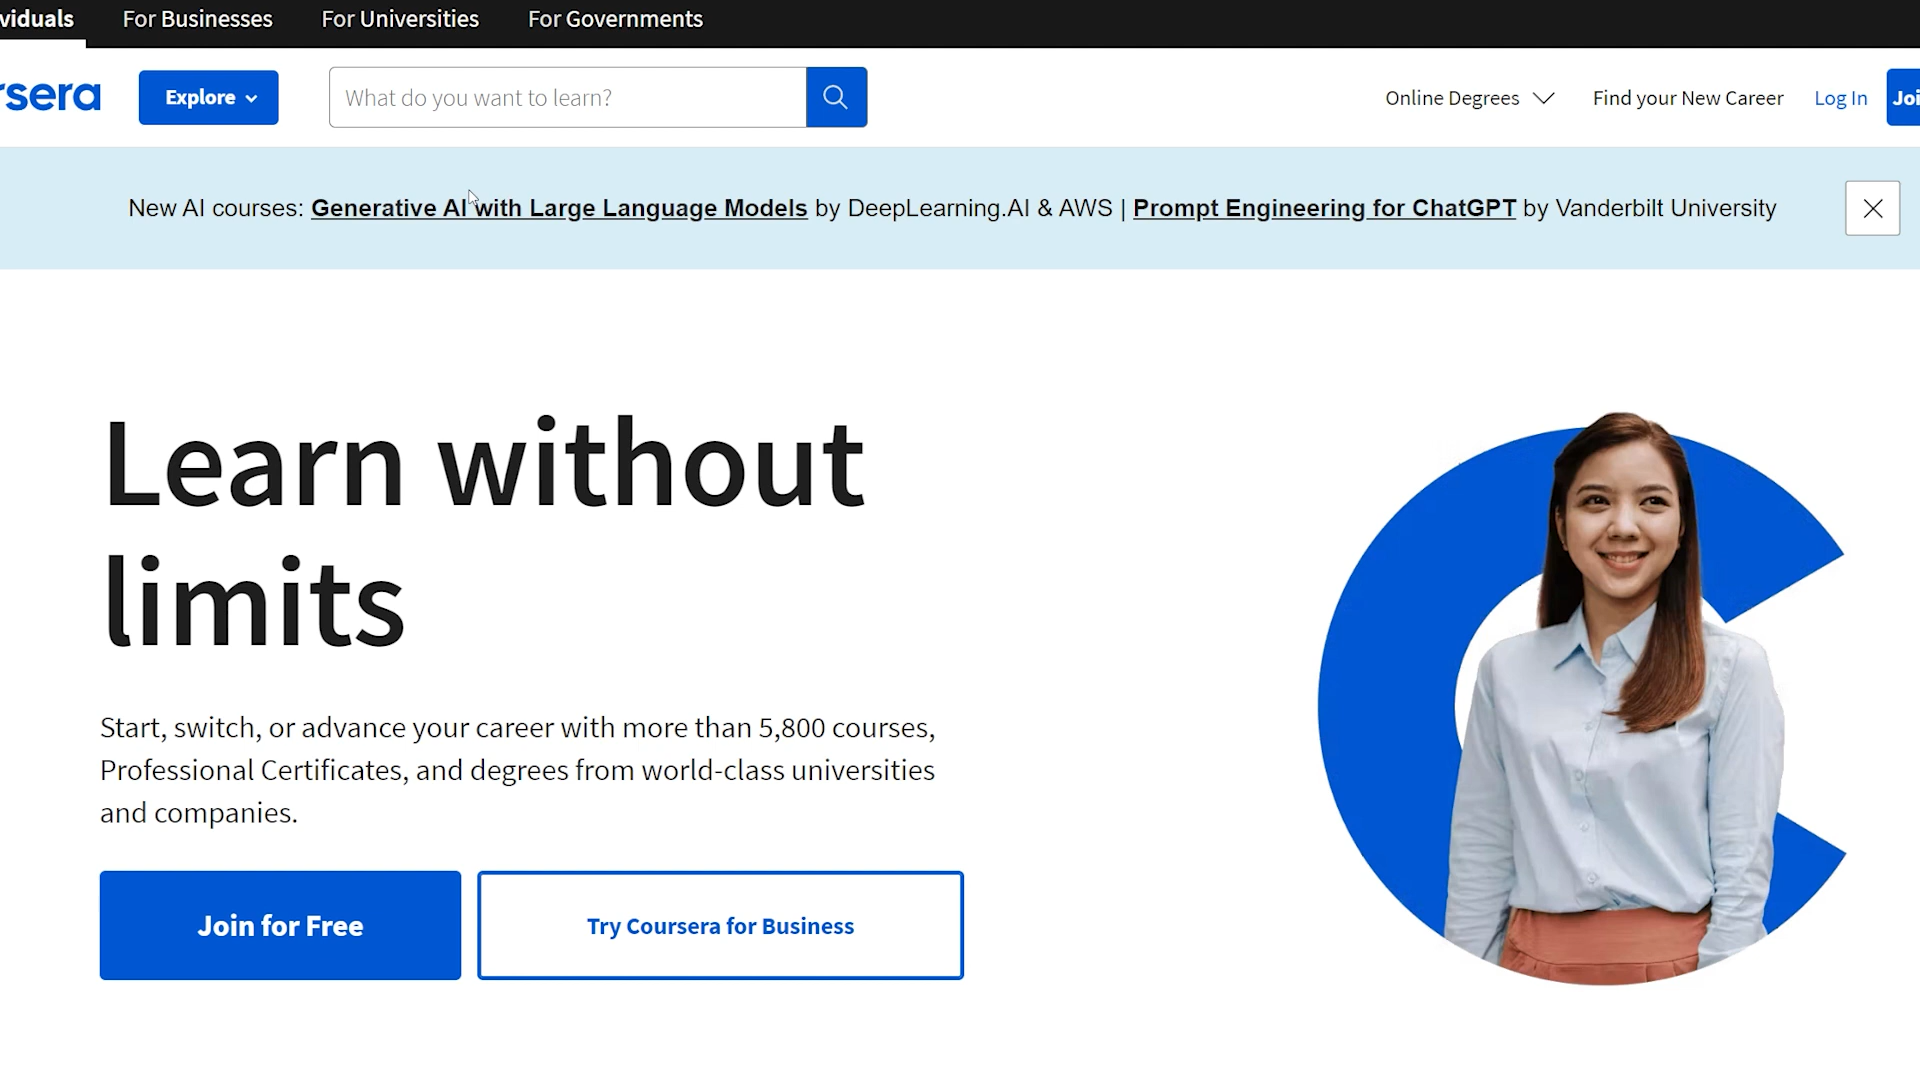 viduals For Businesses For Universities For Governments
rsera Explore What do you want to learn? Online Degrees Find your New Career Log In Joi
New AI courses: Generative AI with Large Language Models by DeepLearning.AI & AWS | Prompt Engineering for ChatGPT by Vanderbilt University
Learn without
limits
Start, switch, or advance your career with more than 5,800 courses,
Professional Certificates, and degrees from world-class universities
and companies.
Join for Free Try Coursera for Business